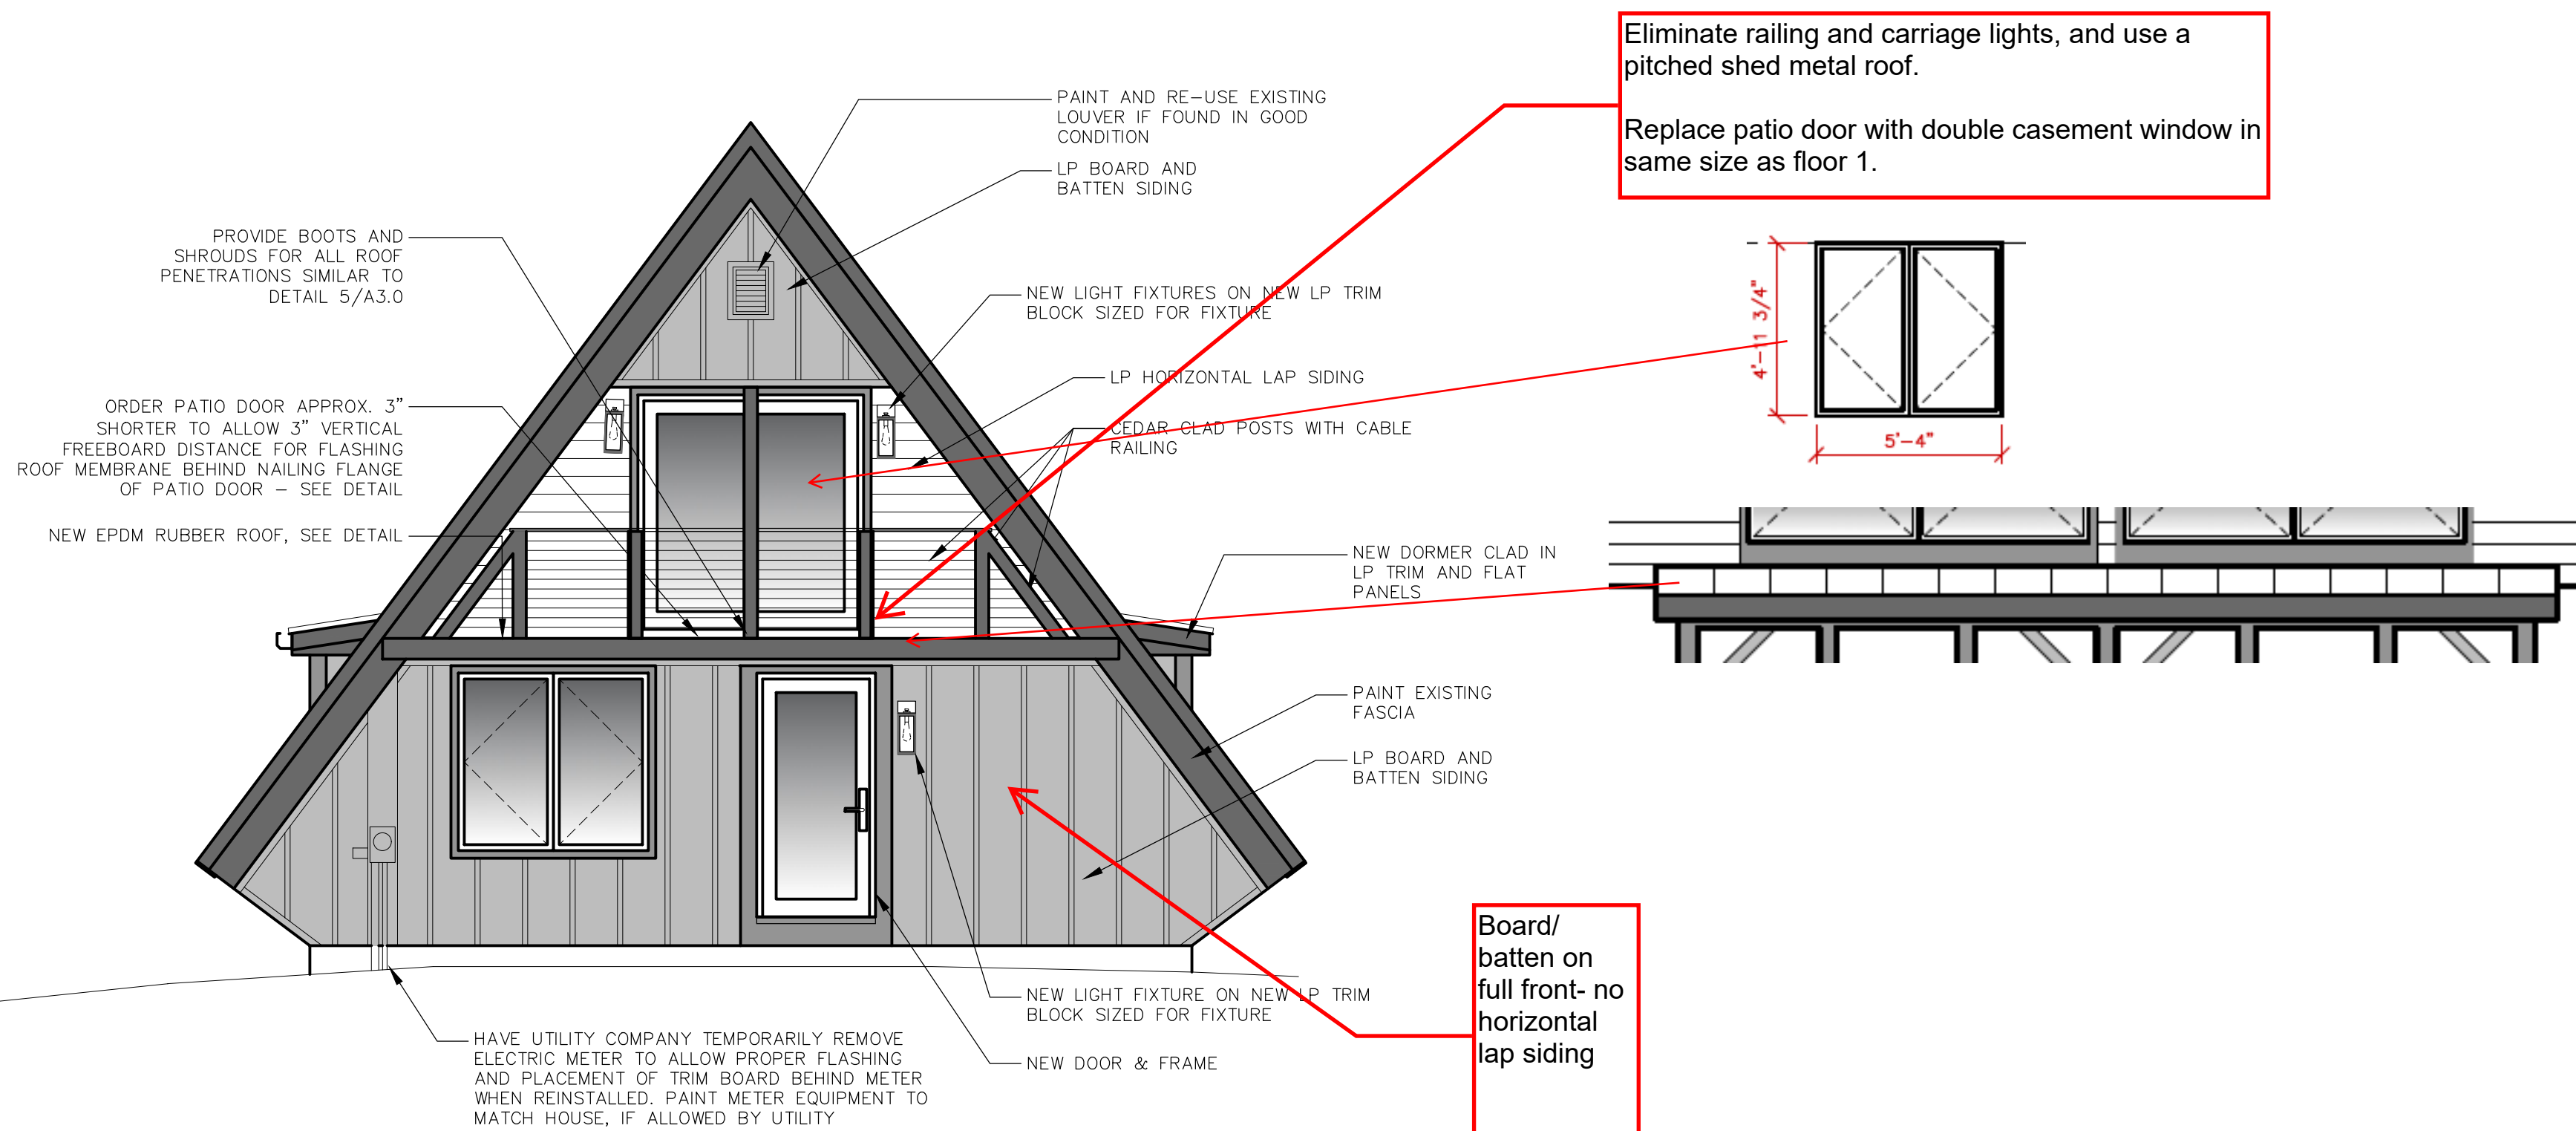 Eliminate railing and carriage lights, and use a
pitched shed metal roof.
Replace patio door with double casement window in
same size as floor 1.
PAINT AND RE-USE EXISTING
LOUVER IF FOUND IN GOOD
CONDITION
LP BOARD AND
BATTEN SIDING
PROVIDE BOOTS AND
SHROUDS FOR ALL ROOF
PENETRATIONS SIMILAR TO
DETAIL 5/A3.0
NEW LIGHT FIXTURES ON NEW LP TRIM
BLOCK SIZED FOR FIXTURE
4'-11 3/4"
5'-4"
LP HORIZONTAL LAP SIDING
ORDER PATIO DOOR APPROX. 3"
SHORTER TO ALLOW 3" VERTICAL
FREEBOARD DISTANCE FOR FLASHING
ROOF MEMBRANE BEHIND NAILING FLANGE
OF PATIO DOOR – SEE DETAIL
CEDAR CLAD POSTS WITH CABLE
RAILING
NEW EPDM RUBBER ROOF, SEE DETAIL
NEW DORMER CLAD IN
LP TRIM AND FLAT
PANELS
PAINT EXISTING
FASCIA
LP BOARD AND
BATTEN SIDING
Board/
batten on
full front- no
horizontal
lap siding
NEW LIGHT FIXTURE ON NEW LP TRIM
BLOCK SIZED FOR FIXTURE
NEW DOOR & FRAME
HAVE UTILITY COMPANY TEMPORARILY REMOVE
ELECTRIC METER TO ALLOW PROPER FLASHING
AND PLACEMENT OF TRIM BOARD BEHIND METER
WHEN REINSTALLED. PAINT METER EQUIPMENT TO
MATCH HOUSE, IF ALLOWED BY UTILITY